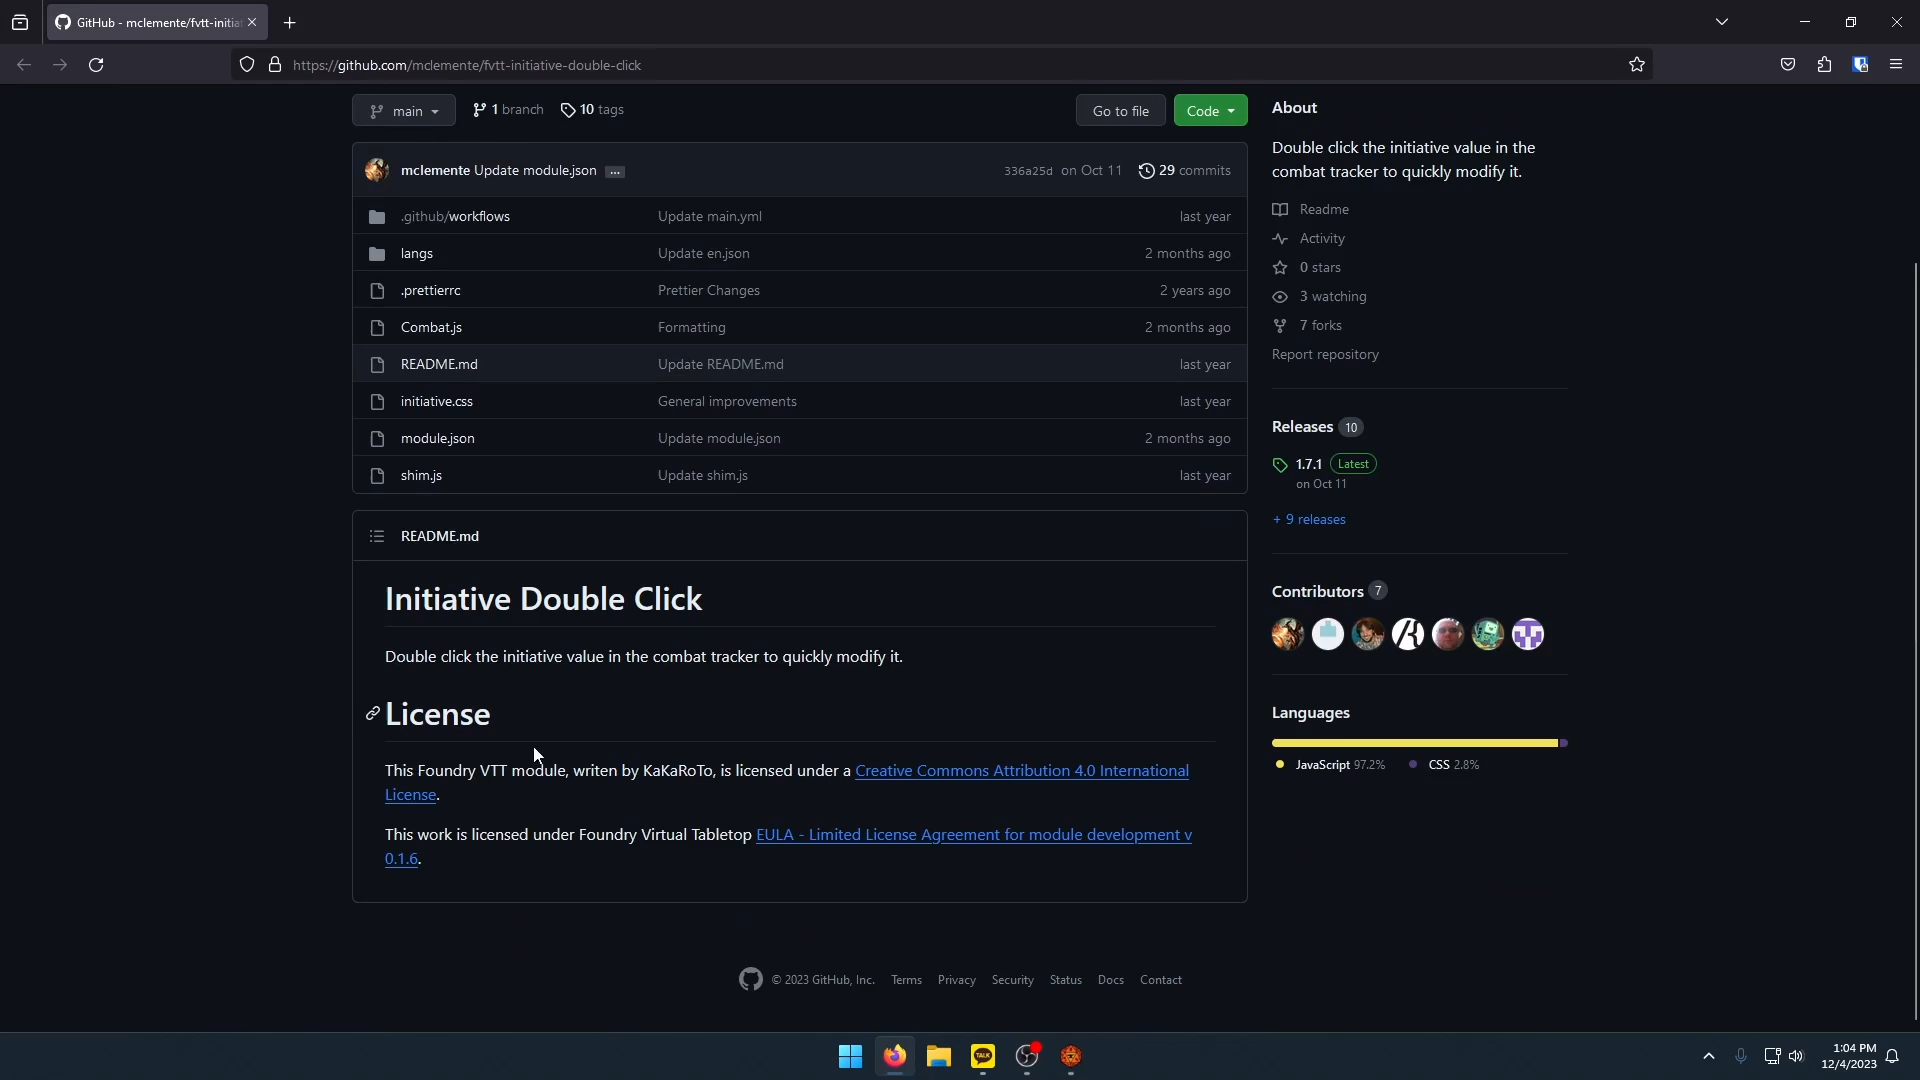 GitHub - mclemente/fvtt-initiat
https://github.com/mclemente/fvtt-initiative-double-click
main
1 branch
10 tags
Go to file
Code
mclemente Update module.json ...
336a25d on Oct 11
29 commits
.github/workflows Update main.yml last year
langs Update en.json 2 months ago
.prettierrc Prettier Changes 2 years ago
Combat.js Formatting 2 months ago
README.md Update README.md last year
initiative.css General improvements last year
module.json Update module.json 2 months ago
shim.js Update shim.js last year
README.md
Initiative Double Click
Double click the initiative value in the combat tracker to quickly modify it.
License
This Foundry VTT module, writen by KaKaRoTo, is licensed under a Creative Commons Attribution 4.0 International
License.
This work is licensed under Foundry Virtual Tabletop EULA - Limited License Agreement for module development v
0.1.6.
About
Double click the initiative value in the
combat tracker to quickly modify it.
Readme
Activity
0 stars
3 watching
7 forks
Report repository
Releases 10
1.7.1 Latest
on Oct 11
+ 9 releases
Contributors 7
Languages
JavaScript 97.2% CSS 2.8%
© 2023 GitHub, Inc. Terms Privacy Security Status Docs Contact
TALK
1:04 PM
12/4/2023